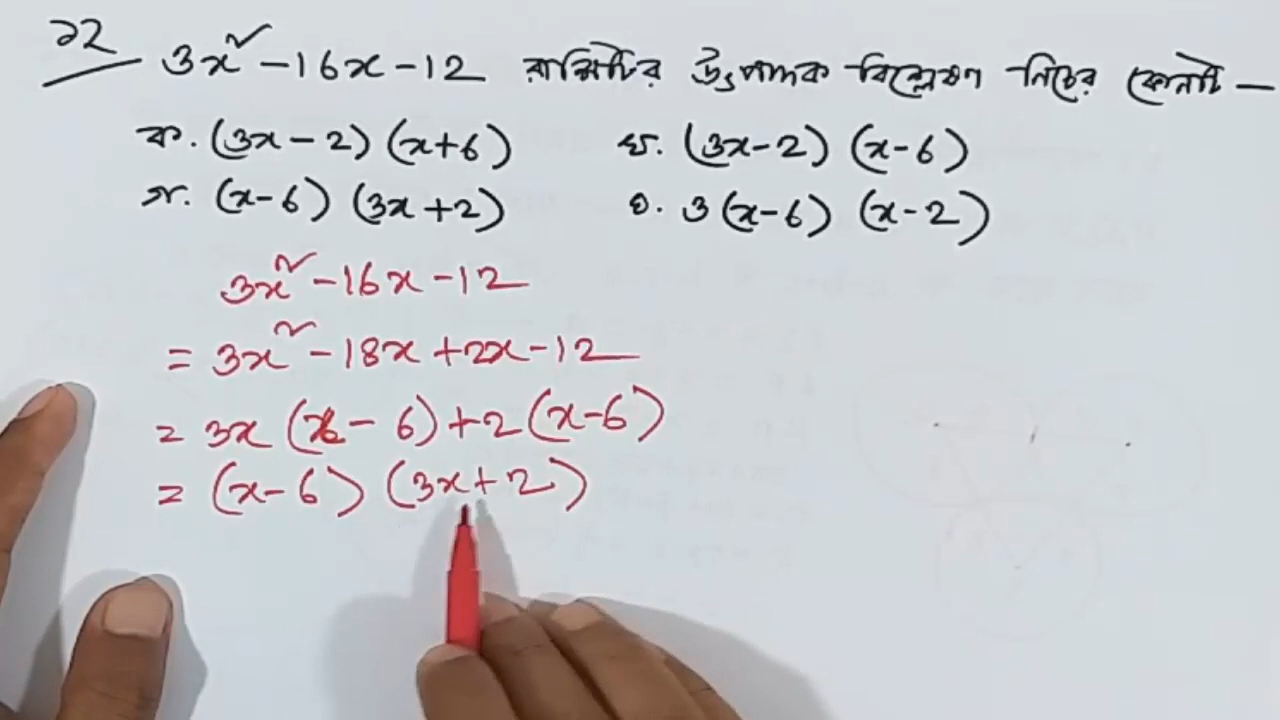 ১২ 3x² - 16x - 12 রাশিটির উৎপাদক বিশ্লেষণ নিচের কোনটি —
ক. (3x - 2) (x + 6) খ. (3x - 2) (x - 6)
গ. (x - 6) (3x + 2) ঘ. 3 (x - 6) (x - 2)
3x² - 16x - 12
= 3x² - 18x + 2x - 12
= 3x (x - 6) + 2 (x - 6)
= (x - 6) (3x + 2)